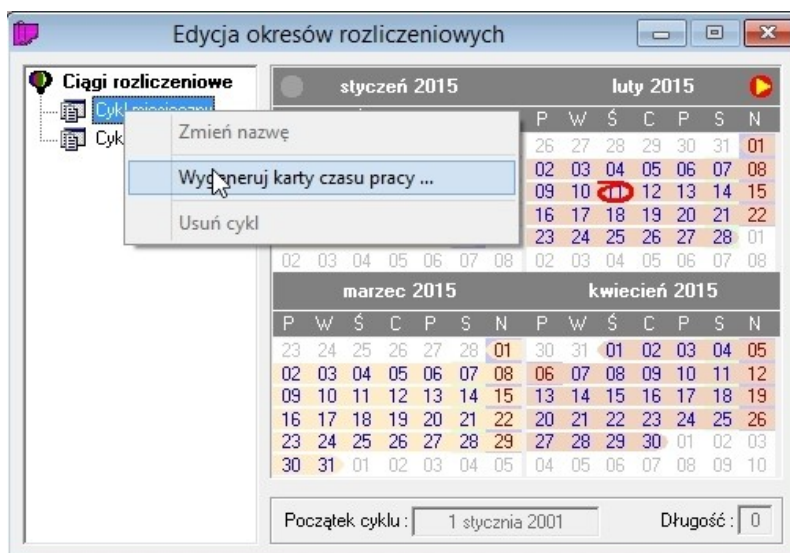 Edycja okresów rozliczeniowych
Ciągi rozliczeniowe
Cykl miesięczny
Cyk
Zmień nazwę
Wygeneruj karty czasu pracy ...
Usuń cykl
styczeń 2015 luty 2015
P W Ś C P S N
26 27 28 29 30 31 01
02 03 04 05 06 07 08
09 10 11 12 13 14 15
16 17 18 19 20 21 22
23 24 25 26 27 28 01
02 03 04 05 06 07 08 02 03 04 05 06 07 08
marzec 2015 kwiecień 2015
P W Ś C P S N P W Ś C P S N
23 24 25 26 27 28 01 30 31 01 02 03 04 05
02 03 04 05 06 07 08 06 07 08 09 10 11 12
09 10 11 12 13 14 15 13 14 15 16 17 18 19
16 17 18 19 20 21 22 20 21 22 23 24 25 26
23 24 25 26 27 28 29 27 28 29 30 01 02 03
30 31 01 02 03 04 05 04 05 06 07 08 09 10
Początek cyklu : 1 stycznia 2001 Długość : 0